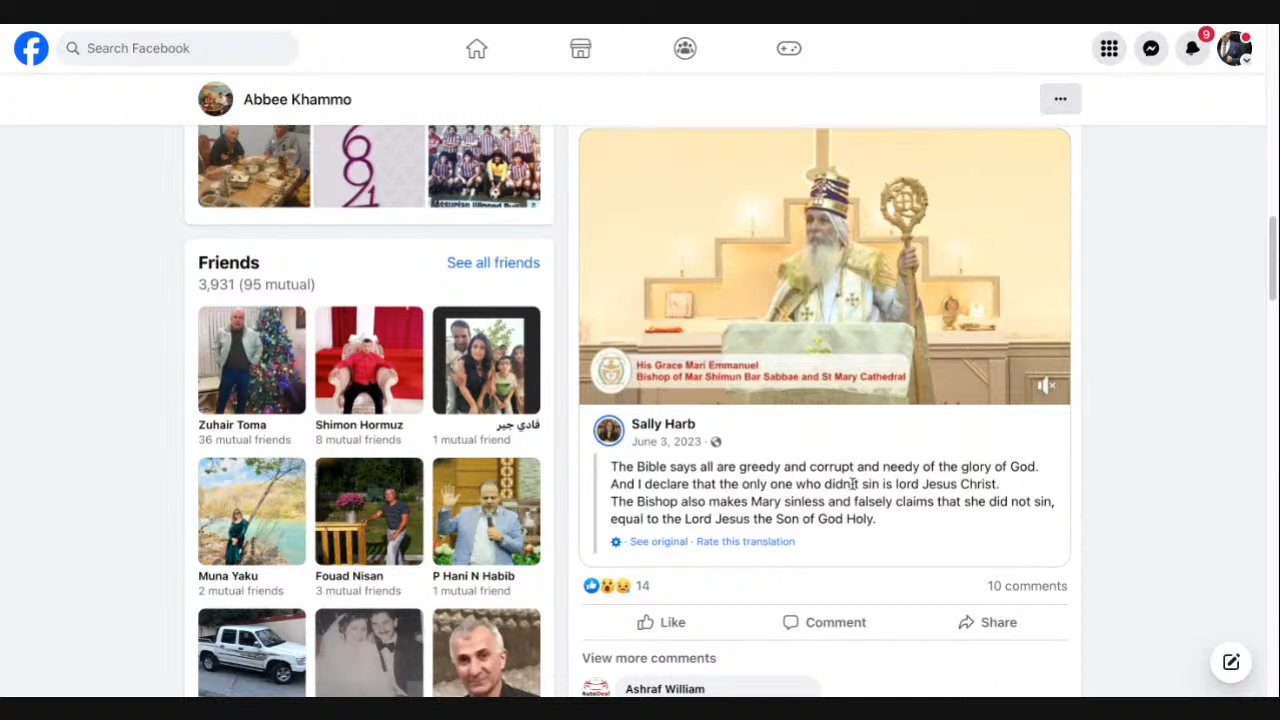 Search Facebook
9
Abbee Khammo
Friends
See all friends
3,931 (95 mutual)
Zuhair Toma
36 mutual friends
Shimon Hormuz
8 mutual friends
فادي جبر
1 mutual friend
Muna Yaku
2 mutual friends
Fouad Nisan
3 mutual friends
P Hani N Habib
1 mutual friend
His Grace Mari Emmanuel
Bishop of Mar Shimun Bar Sabbae and St Mary Cathedral
Sally Harb
June 3, 2023
The Bible says all are greedy and corrupt and needy of the glory of God.
And I declare that the only one who didn't sin is lord Jesus Christ.
The Bishop also makes Mary sinless and falsely claims that she did not sin,
equal to the Lord Jesus the Son of God Holy.
See original · Rate this translation
14
10 comments
Like
Comment
Share
View more comments
Ashraf William